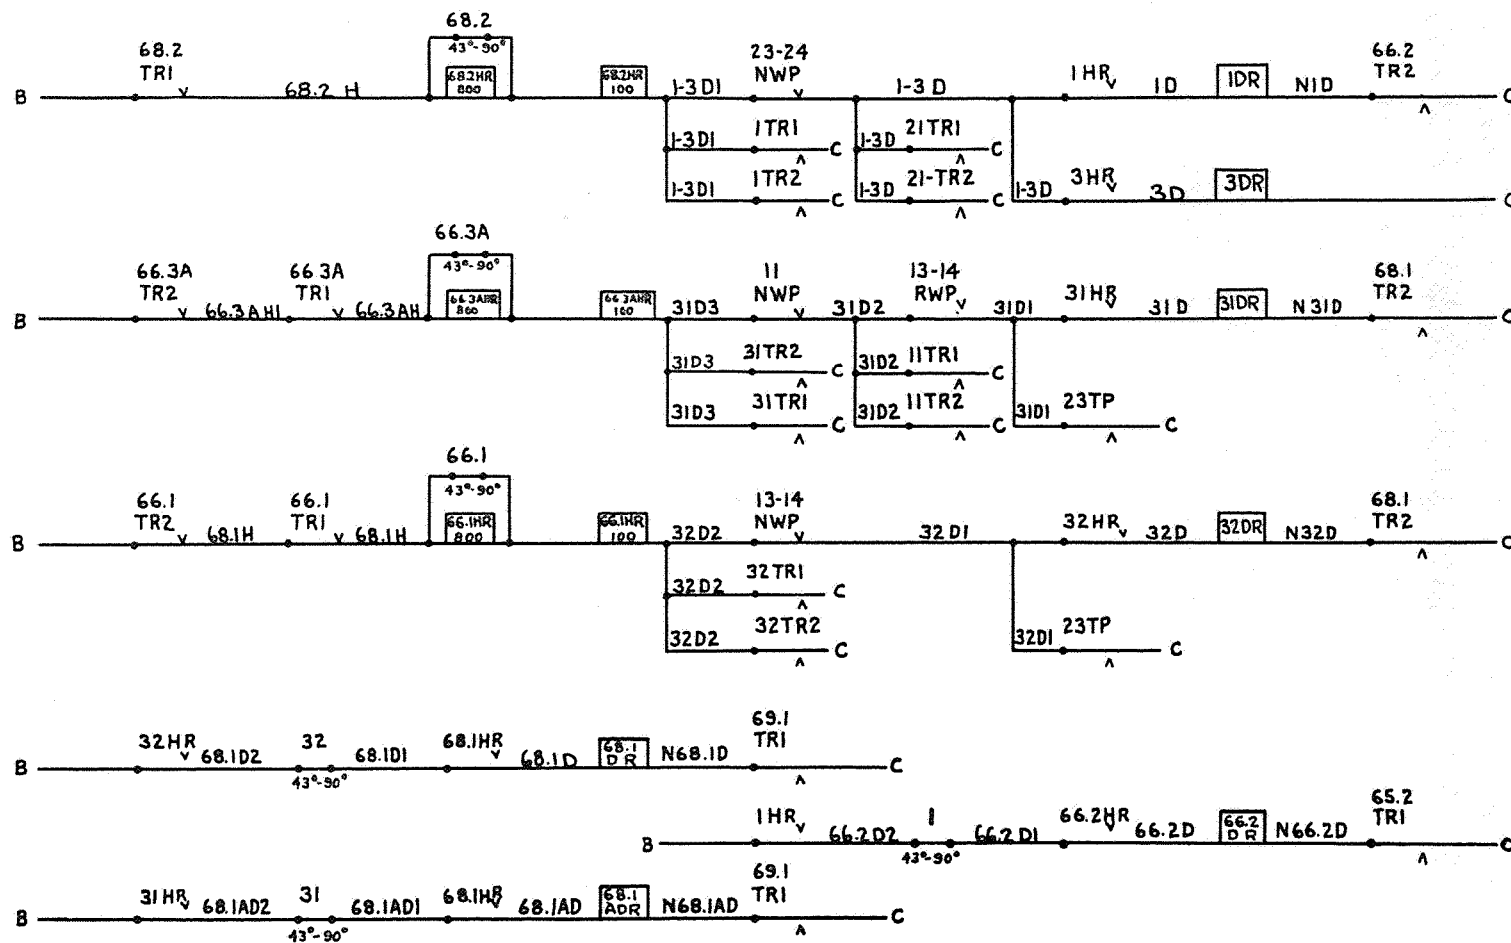 68.2
43°-90°
68.2 TR1
68.2HR 800
68.2HR 100
23-24 NWP
66.2 TR2
B
68.2 H
1-3D1
1-3 D
1HR
1D
1DR
N1D
C
1-3D1
1TR1
C
1-3D
21TR1
C
1-3D1
1TR2
C
1-3D
21-TR2
C
1-3D
3HR
3D
3DR
C
66.3A
43°-90°
66.3A TR2
66.3A TR1
66.3AHR 800
66.3AHR 100
11 NWP
13-14 RWP
68.1 TR2
B
66.3AH1
66.3AH
31D3
31D2
31D1
31HR
31D
31DR
N31D
C
31D3
31TR2
C
31D2
11TR1
C
31D3
31TR1
C
31D2
11TR2
C
31D1
23TP
C
66.1
43°-90°
66.1 TR2
66.1 TR1
66.1HR 800
66.1HR 100
13-14 NWP
68.1 TR2
B
68.1H
68.1H
32D2
32D1
32HR
32D
32DR
N32D
C
32D2
32TR1
C
32D2
32TR2
C
32D1
23TP
C
69.1 TR1
B
32HR
68.1D2
32
43°-90°
68.1D1
68.1HR
68.1D
68.1 DR
N68.1D
C
65.2 TR1
B
1HR
66.2D2
1
43°-90°
66.2D1
66.2HR
66.2D
66.2 DR
N66.2D
C
69.1 TR1
B
31HR
68.1AD2
31
43°-90°
68.1AD1
68.1HR
68.1AD
68.1 ADR
N68.1AD
C